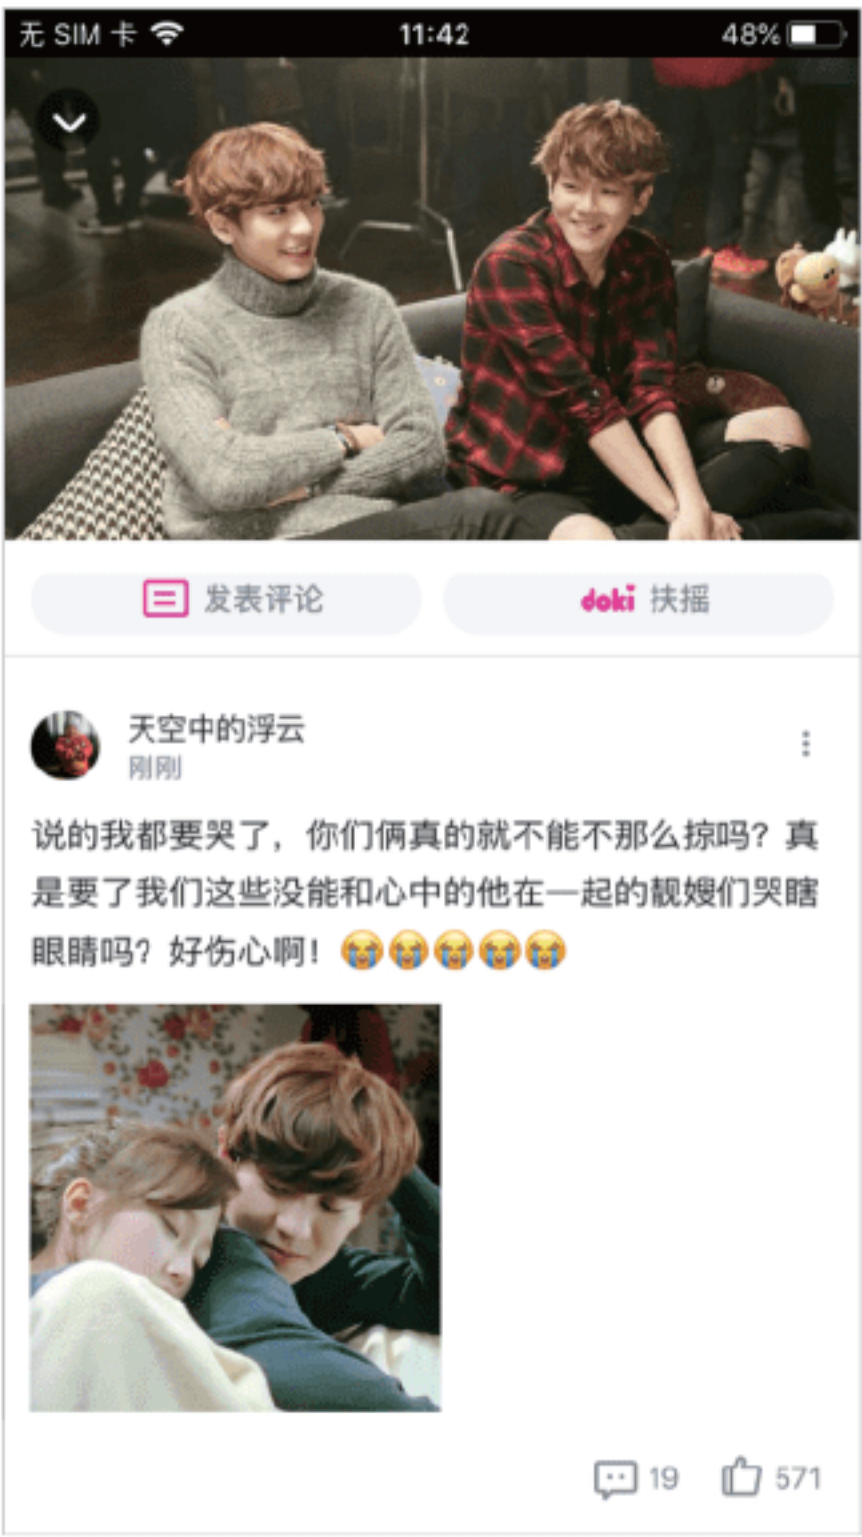 无 SIM 卡 11:42 48%
发表评论 doki 扶摇
天空中的浮云
刚刚
说的我都要哭了，你们俩真的就不能不那么掠吗？真
是要了我们这些没能和心中的他在一起的靓嫂们哭瞎
眼睛吗？好伤心啊！😭😭😭😭😭
19 571